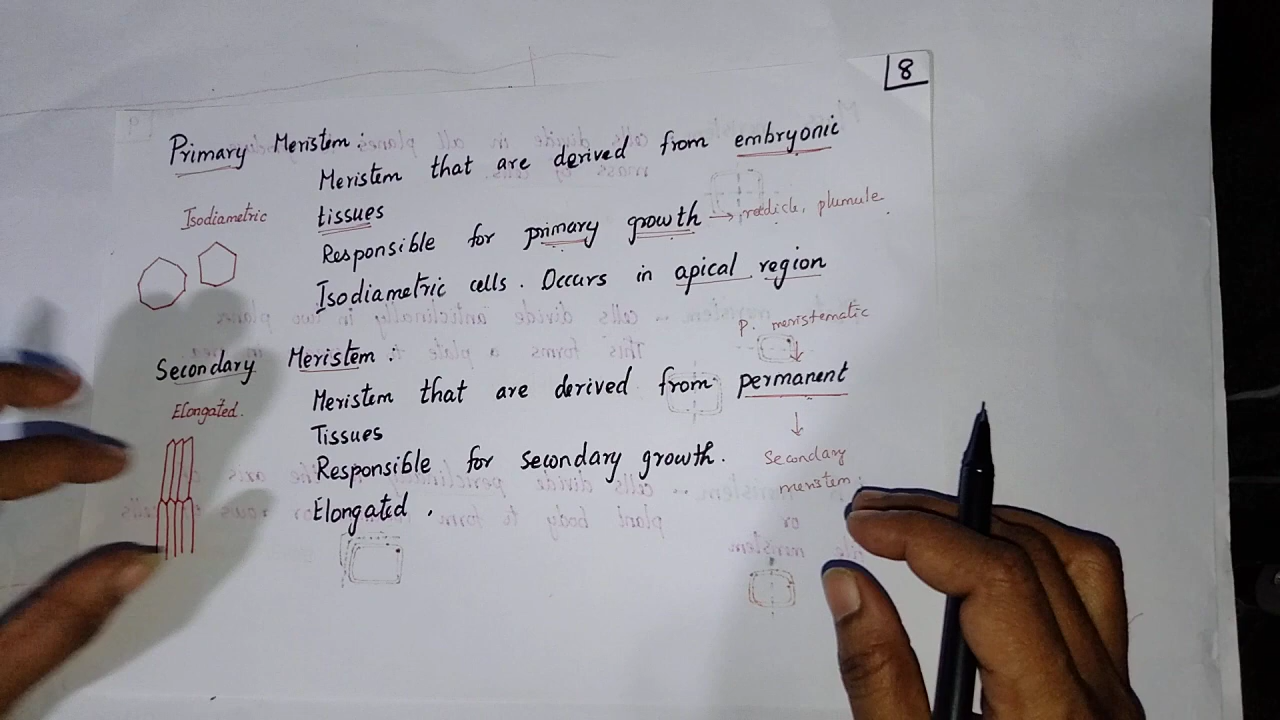 8
Primary Meristem :
Meristem that are derived from embryonic
tissues
Isodiametric
Responsible for primary growth → radicle, plumule
Isodiametric cells. Occurs in apical region
P. meristematic
Secondary Meristem :
Meristem that are derived from permanent
Elongated.
Tissues
Responsible for secondary growth.
Secondary
meristem
Elongated.